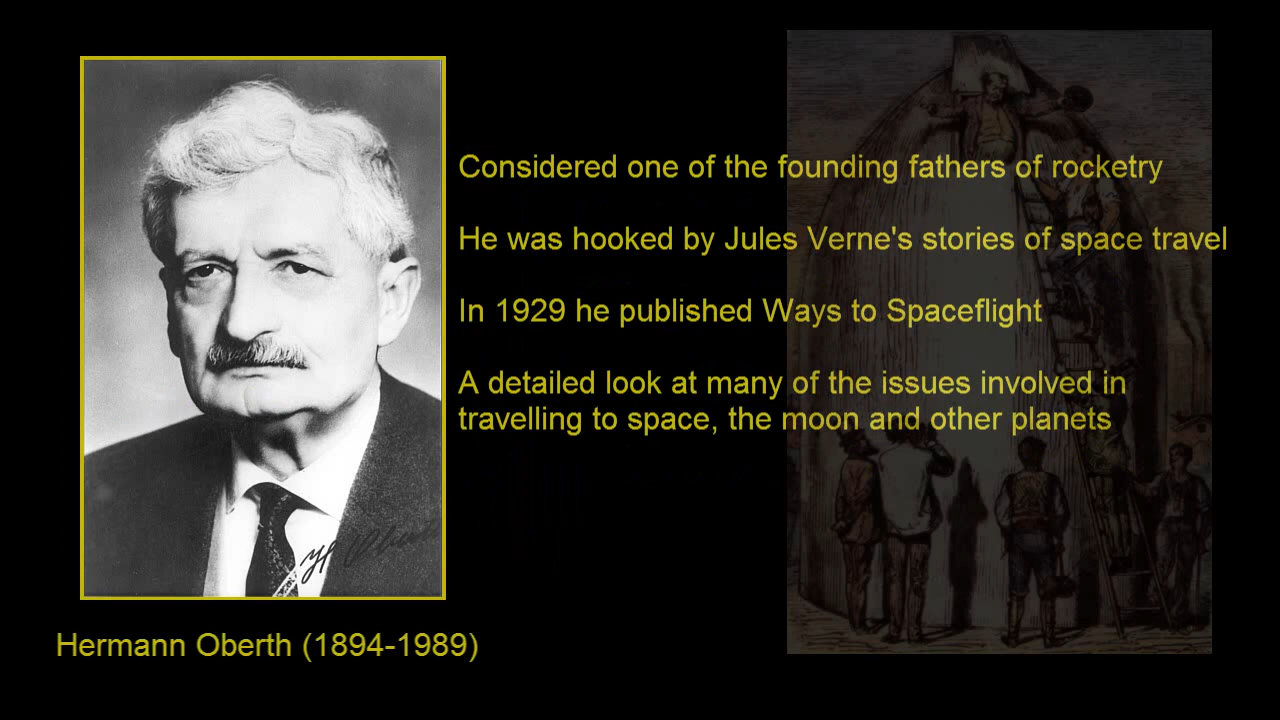 Considered one of the founding fathers of rocketry
He was hooked by Jules Verne's stories of space travel
In 1929 he published Ways to Spaceflight
A detailed look at many of the issues involved in
travelling to space, the moon and other planets
Hermann Oberth (1894-1989)